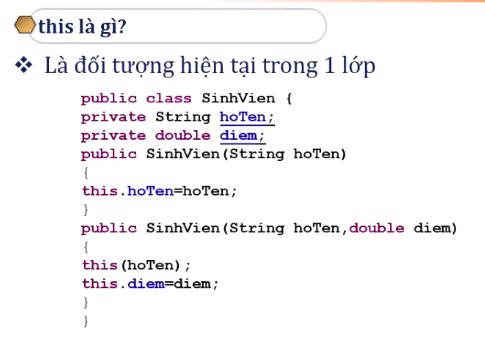 this là gì?
Là đối tượng hiện tại trong 1 lớp
public class SinhVien {
private String hoTen;
private double diem;
public SinhVien(String hoTen)
{
this.hoTen=hoTen;
}
public SinhVien(String hoTen,double diem)
{
this(hoTen);
this.diem=diem;
}
}